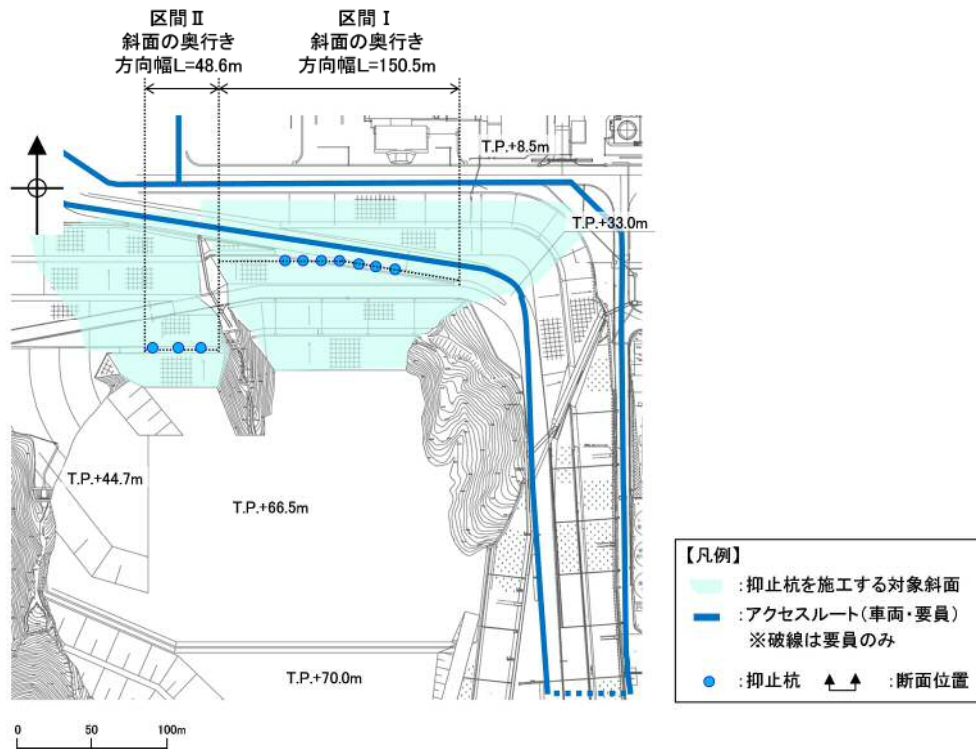 区間Ⅱ
斜面の奥行き
方向幅L=48.6m
区間Ⅰ
斜面の奥行き
方向幅L=150.5m
T.P.+8.5m
T.P.+33.0m
T.P.+44.7m
T.P.+66.5m
T.P.+70.0m
【凡例】
:抑止杭を施工する対象斜面
:アクセスルート(車両・要員)
※破線は要員のみ
:抑止杭
:断面位置
0 50 100m